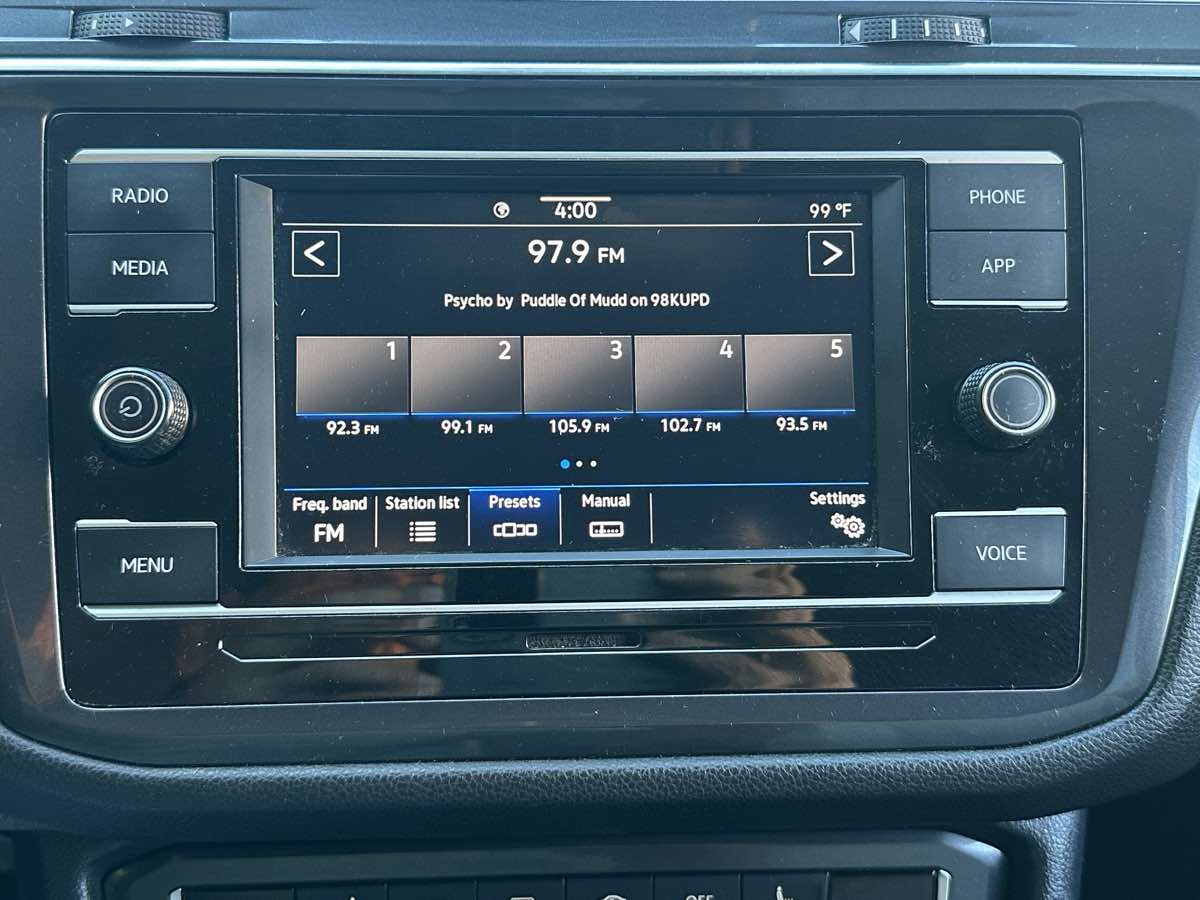 RADIO
MEDIA
PHONE
APP
4:00
99 °F
<
97.9 FM
>
Psycho by Puddle Of Mudd on 98KUPD
1
2
3
4
5
92.3 FM
99.1 FM
105.9 FM
102.7 FM
93.5 FM
Freq. band
FM
Station list
Presets
Manual
Settings
MENU
VOICE
OFF